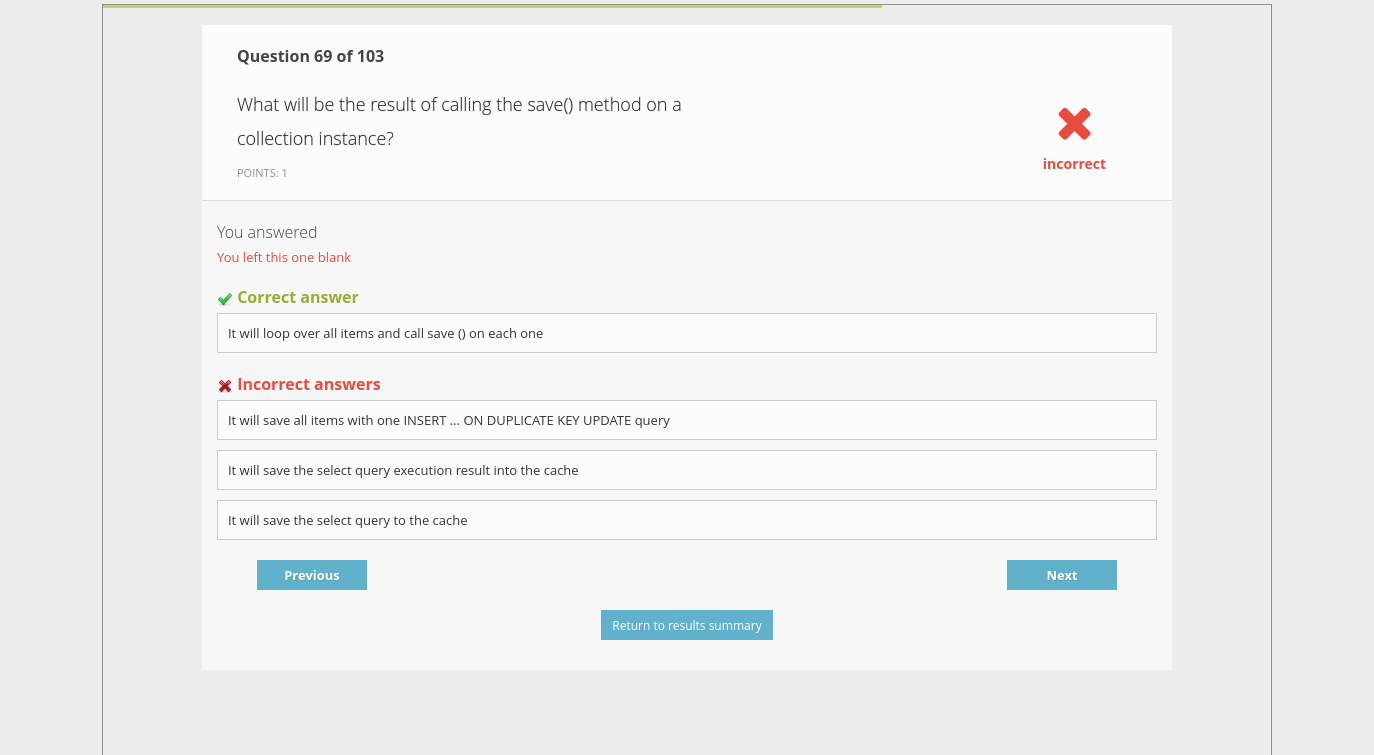 Question 69 of 103
What will be the result of calling the save() method on a
collection instance?
POINTS: 1
incorrect
You answered
You left this one blank
Correct answer
It will loop over all items and call save () on each one
Incorrect answers
It will save all items with one INSERT ... ON DUPLICATE KEY UPDATE query
It will save the select query execution result into the cache
It will save the select query to the cache
Previous
Next
Return to results summary